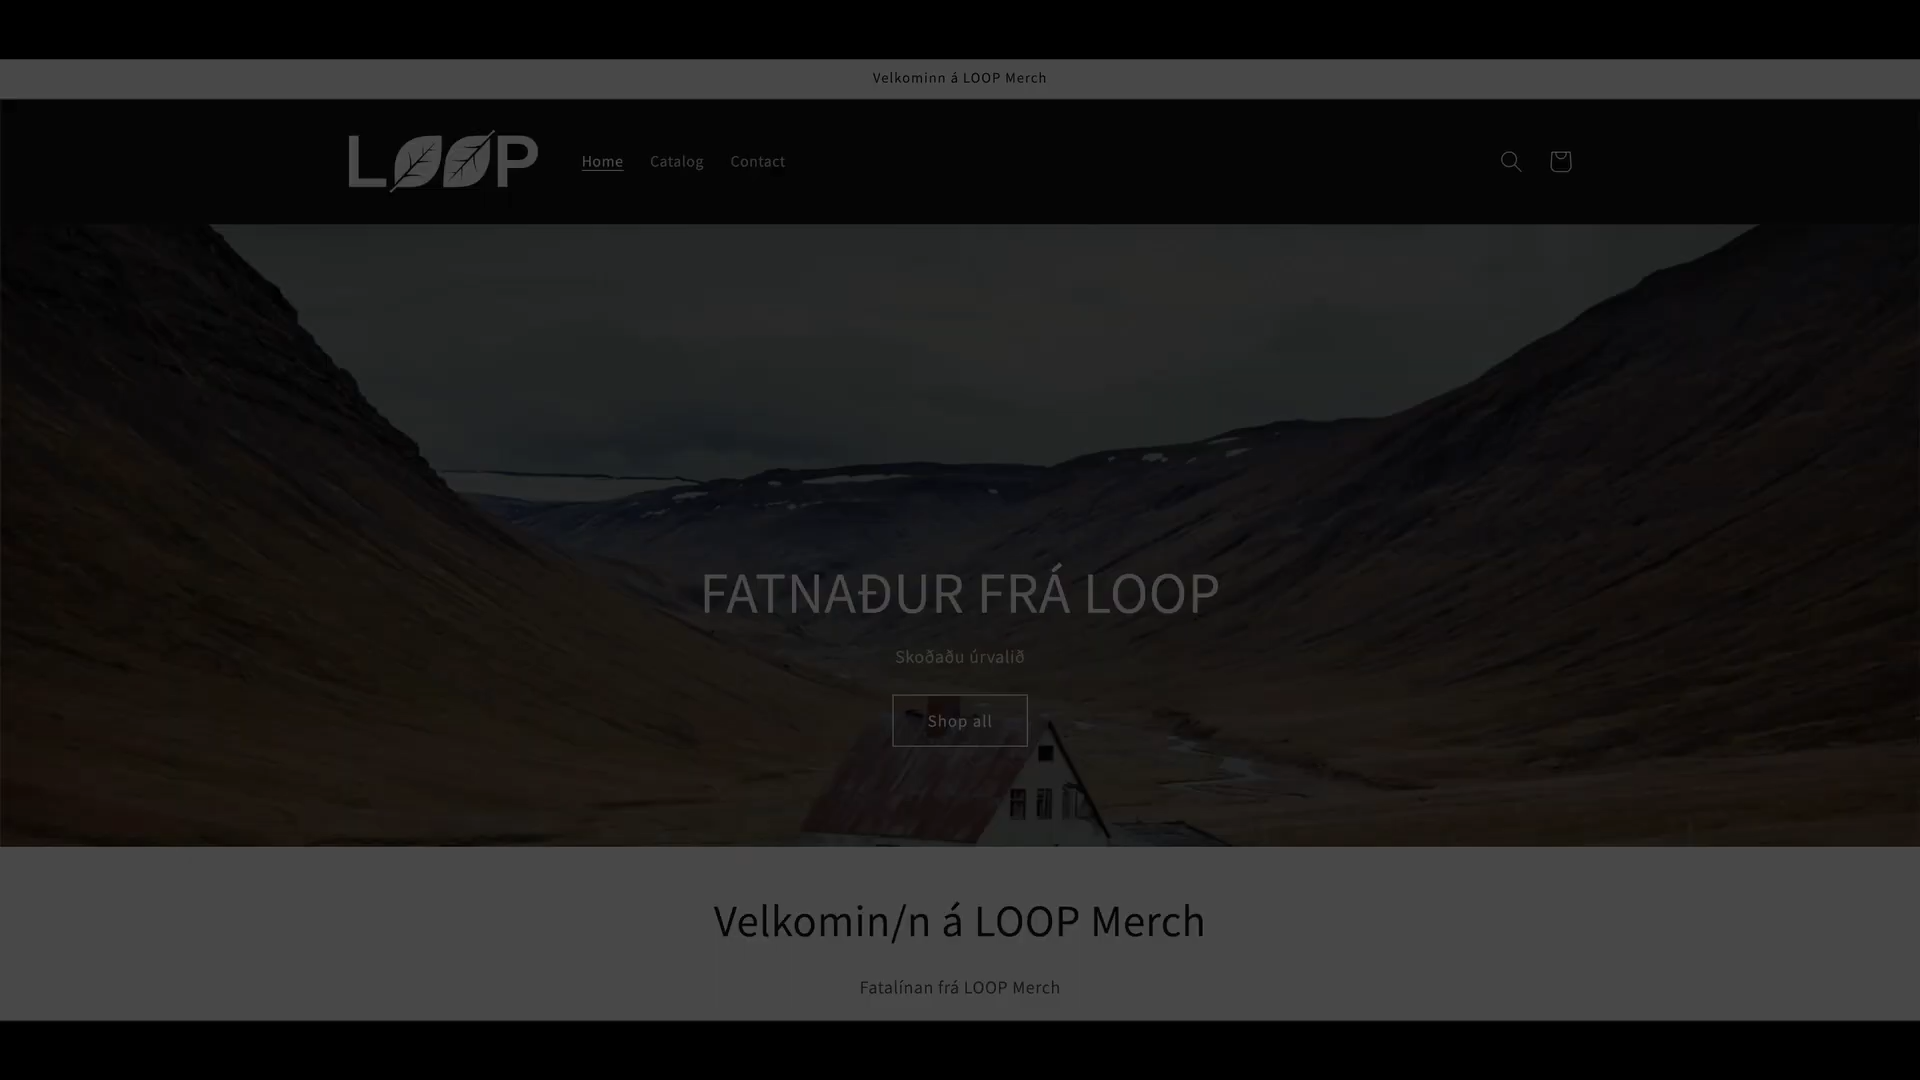 Velkominn á LOOP Merch
LOOP
Home
Catalog
Contact
FATNAÐUR FRÁ LOOP
Skoðaðu úrvalið
Shop all
Velkomin/n á LOOP Merch
Fatalínan frá LOOP Merch